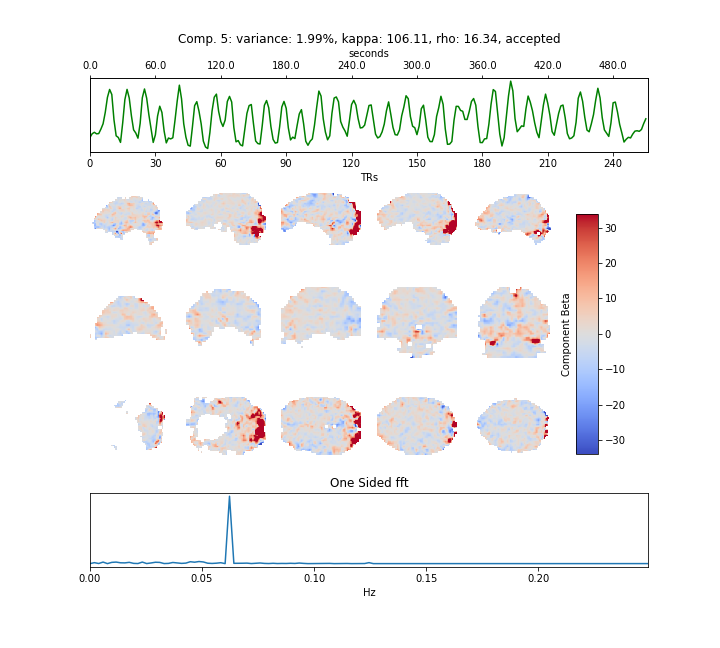 Comp. 5: variance: 1.99%, kappa: 106.11, rho: 16.34, accepted
seconds
0.0 60.0 120.0 180.0 240.0 300.0 360.0 420.0 480.0
0 30 60 90 120 150 180 210 240
TRs
30
20
10
0
−10
−20
−30
Component Beta
One Sided fft
0.00 0.05 0.10 0.15 0.20
Hz